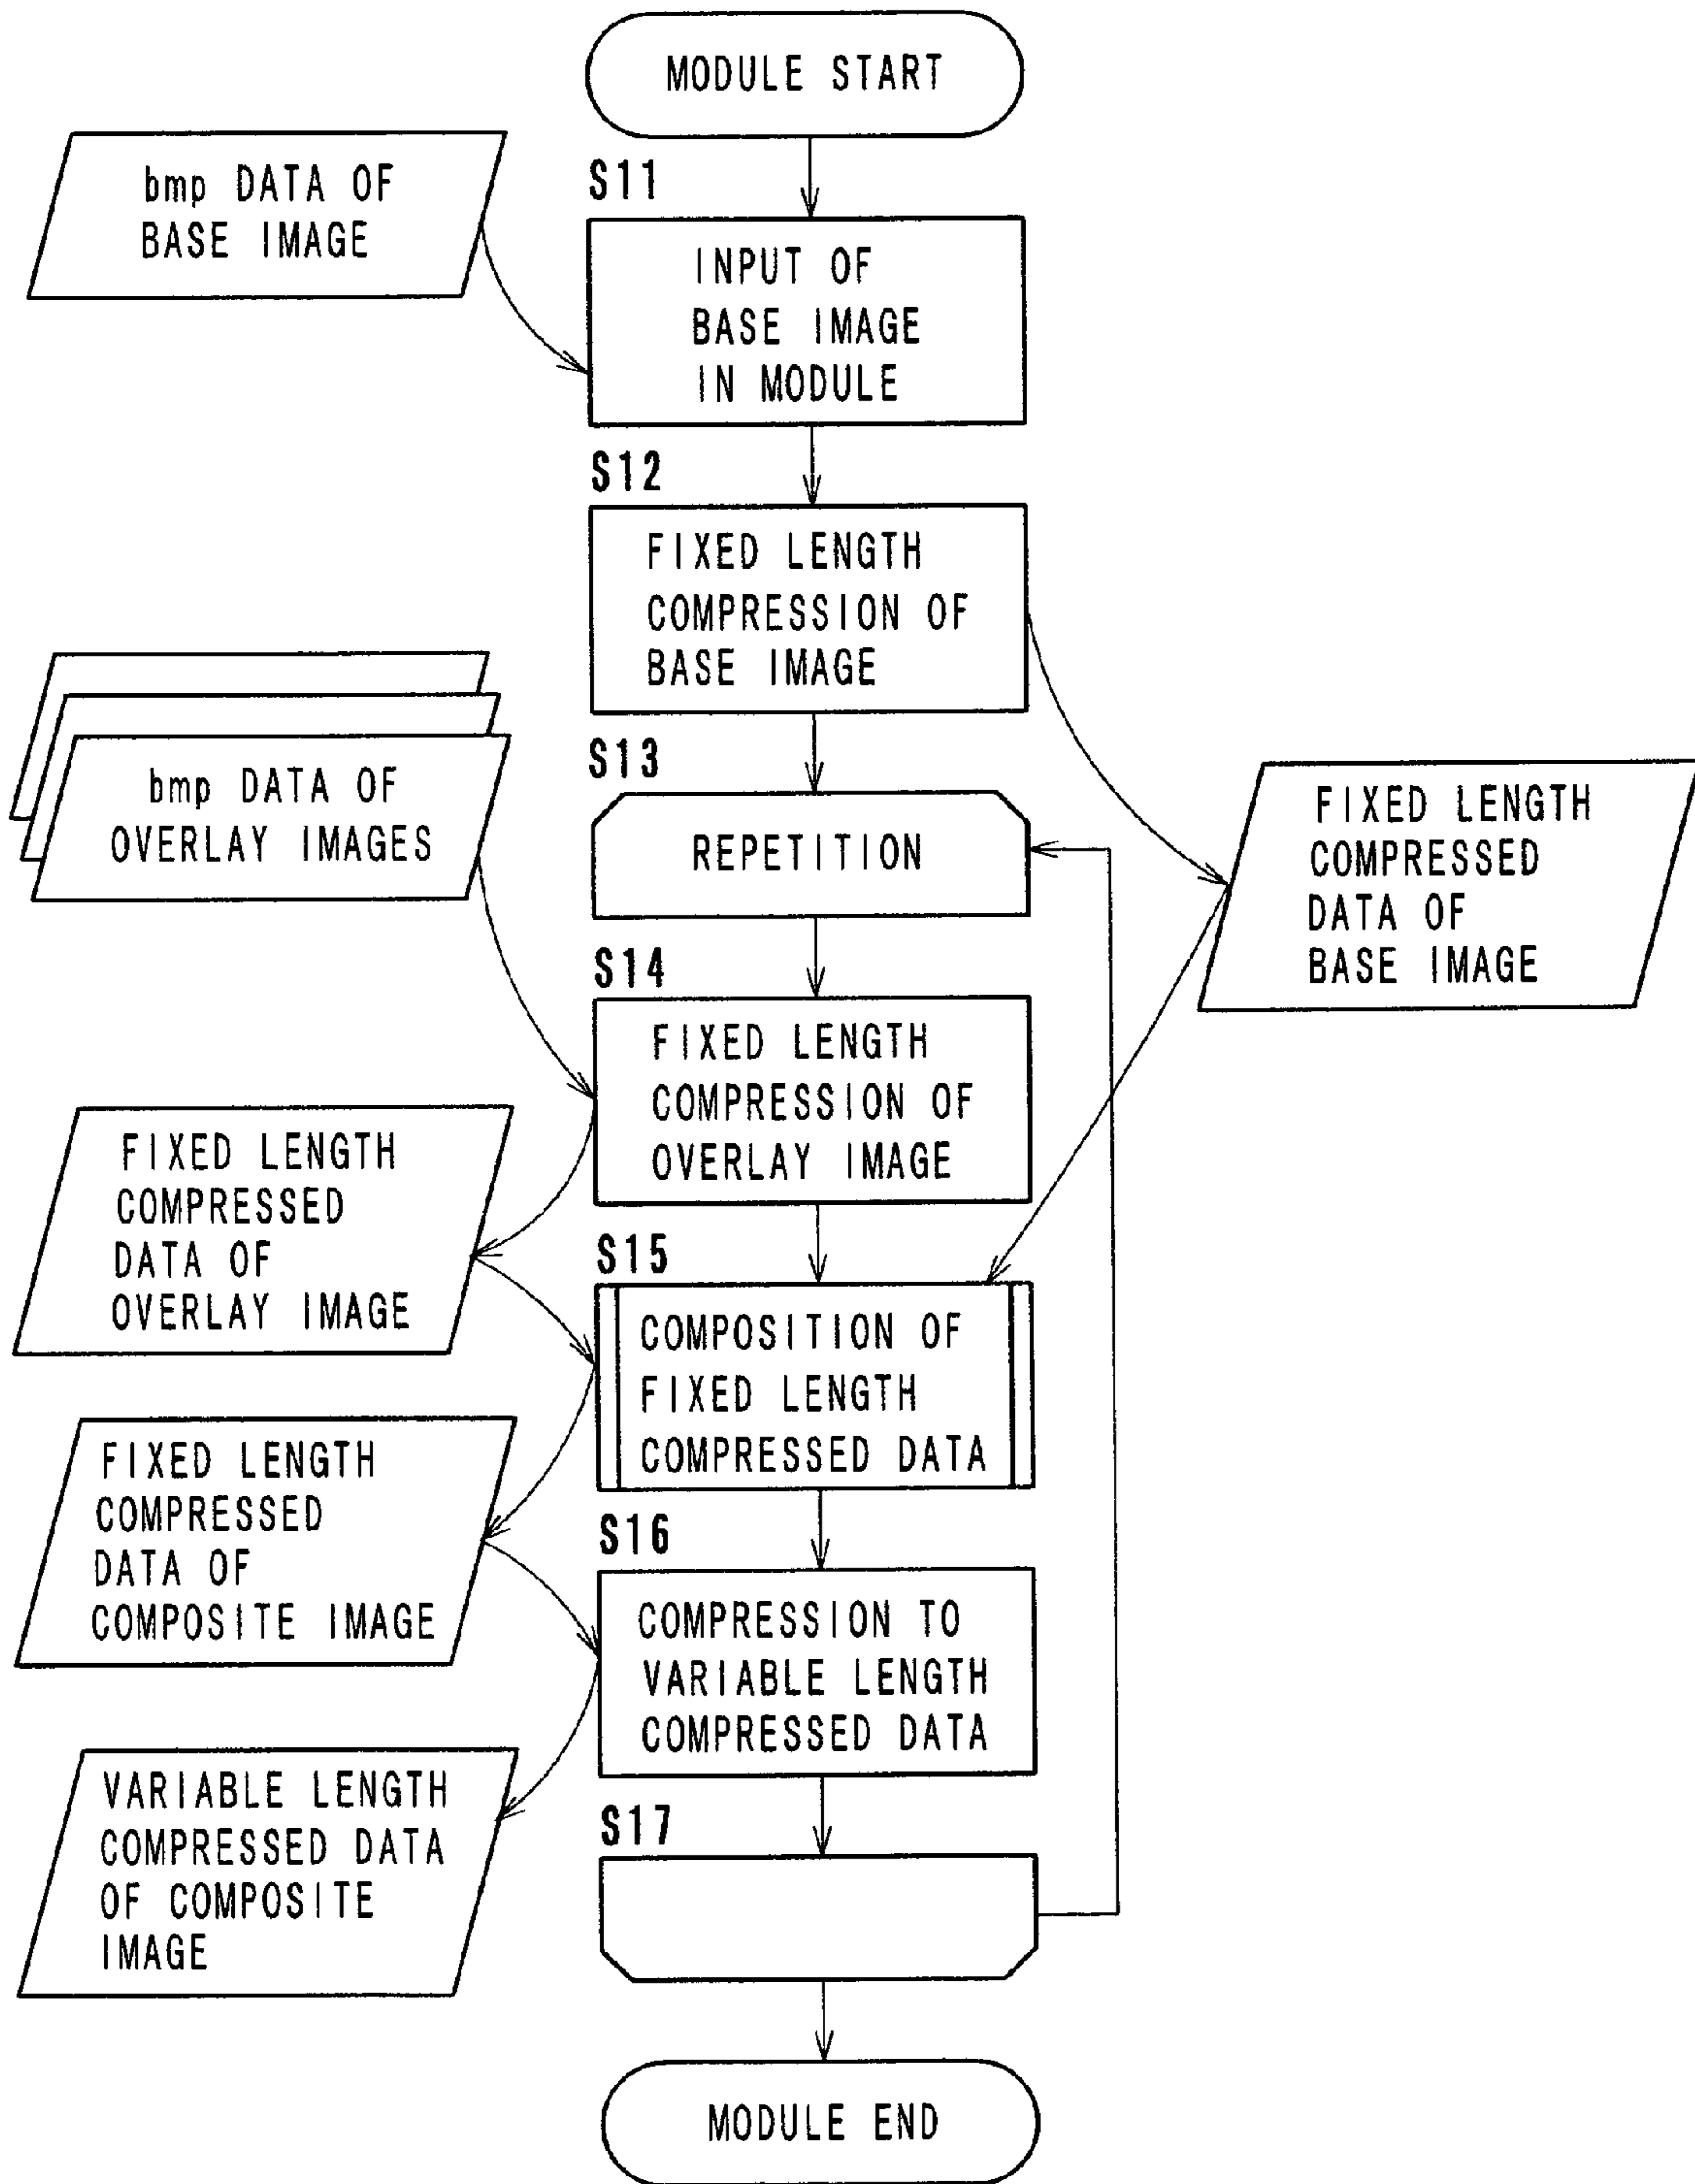 MODULE START
bmp DATA OF
BASE IMAGE
S11
INPUT OF
BASE IMAGE
IN MODULE
S12
FIXED LENGTH
COMPRESSION OF
BASE IMAGE
bmp DATA OF
OVERLAY IMAGES
S13
REPETITION
FIXED LENGTH
COMPRESSED
DATA OF
BASE IMAGE
S14
FIXED LENGTH
COMPRESSION OF
OVERLAY IMAGE
FIXED LENGTH
COMPRESSED
DATA OF
OVERLAY IMAGE
S15
COMPOSITION OF
FIXED LENGTH
COMPRESSED DATA
FIXED LENGTH
COMPRESSED
DATA OF
COMPOSITE IMAGE
S16
COMPRESSION TO
VARIABLE LENGTH
COMPRESSED DATA
VARIABLE LENGTH
COMPRESSED DATA
OF COMPOSITE
IMAGE
S17
MODULE END